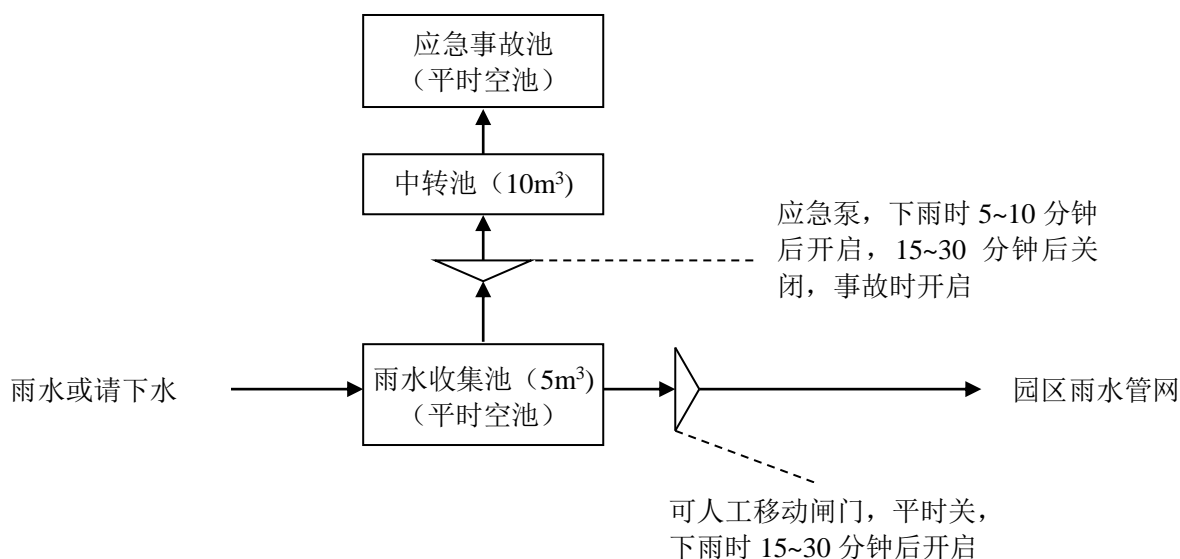 应急事故池
（平时空池）
中转池（10m³)
应急泵，下雨时 5~10 分钟
后开启，15~30 分钟后关
闭，事故时开启
雨水或请下水
雨水收集池（5m³)
（平时空池）
园区雨水管网
可人工移动闸门，平时关，
下雨时 15~30 分钟后开启